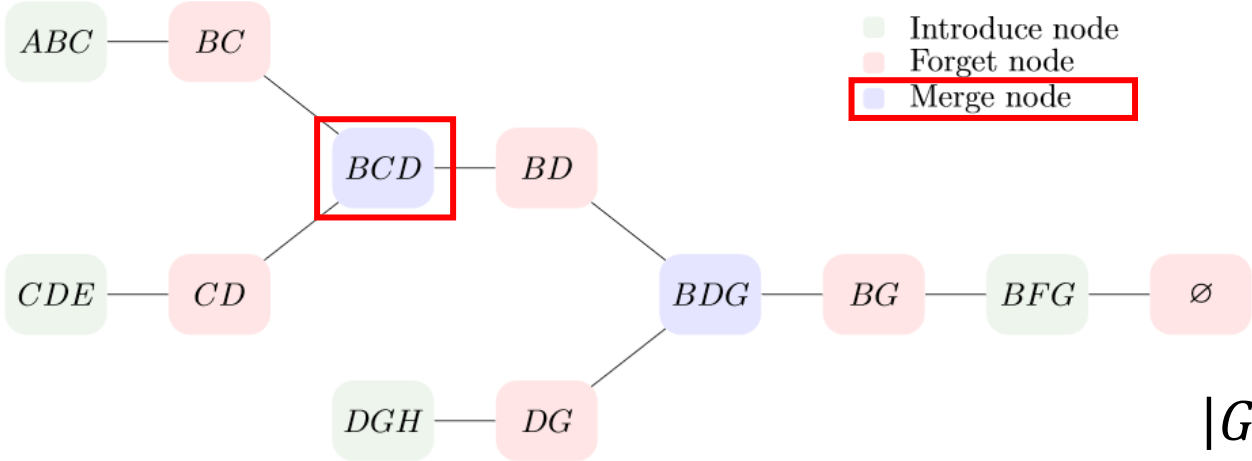 ABC
BC
Introduce node
Forget node
Merge node
BCD
BD
CDE
CD
BDG
BG
BFG
∅
DGH
DG
|G